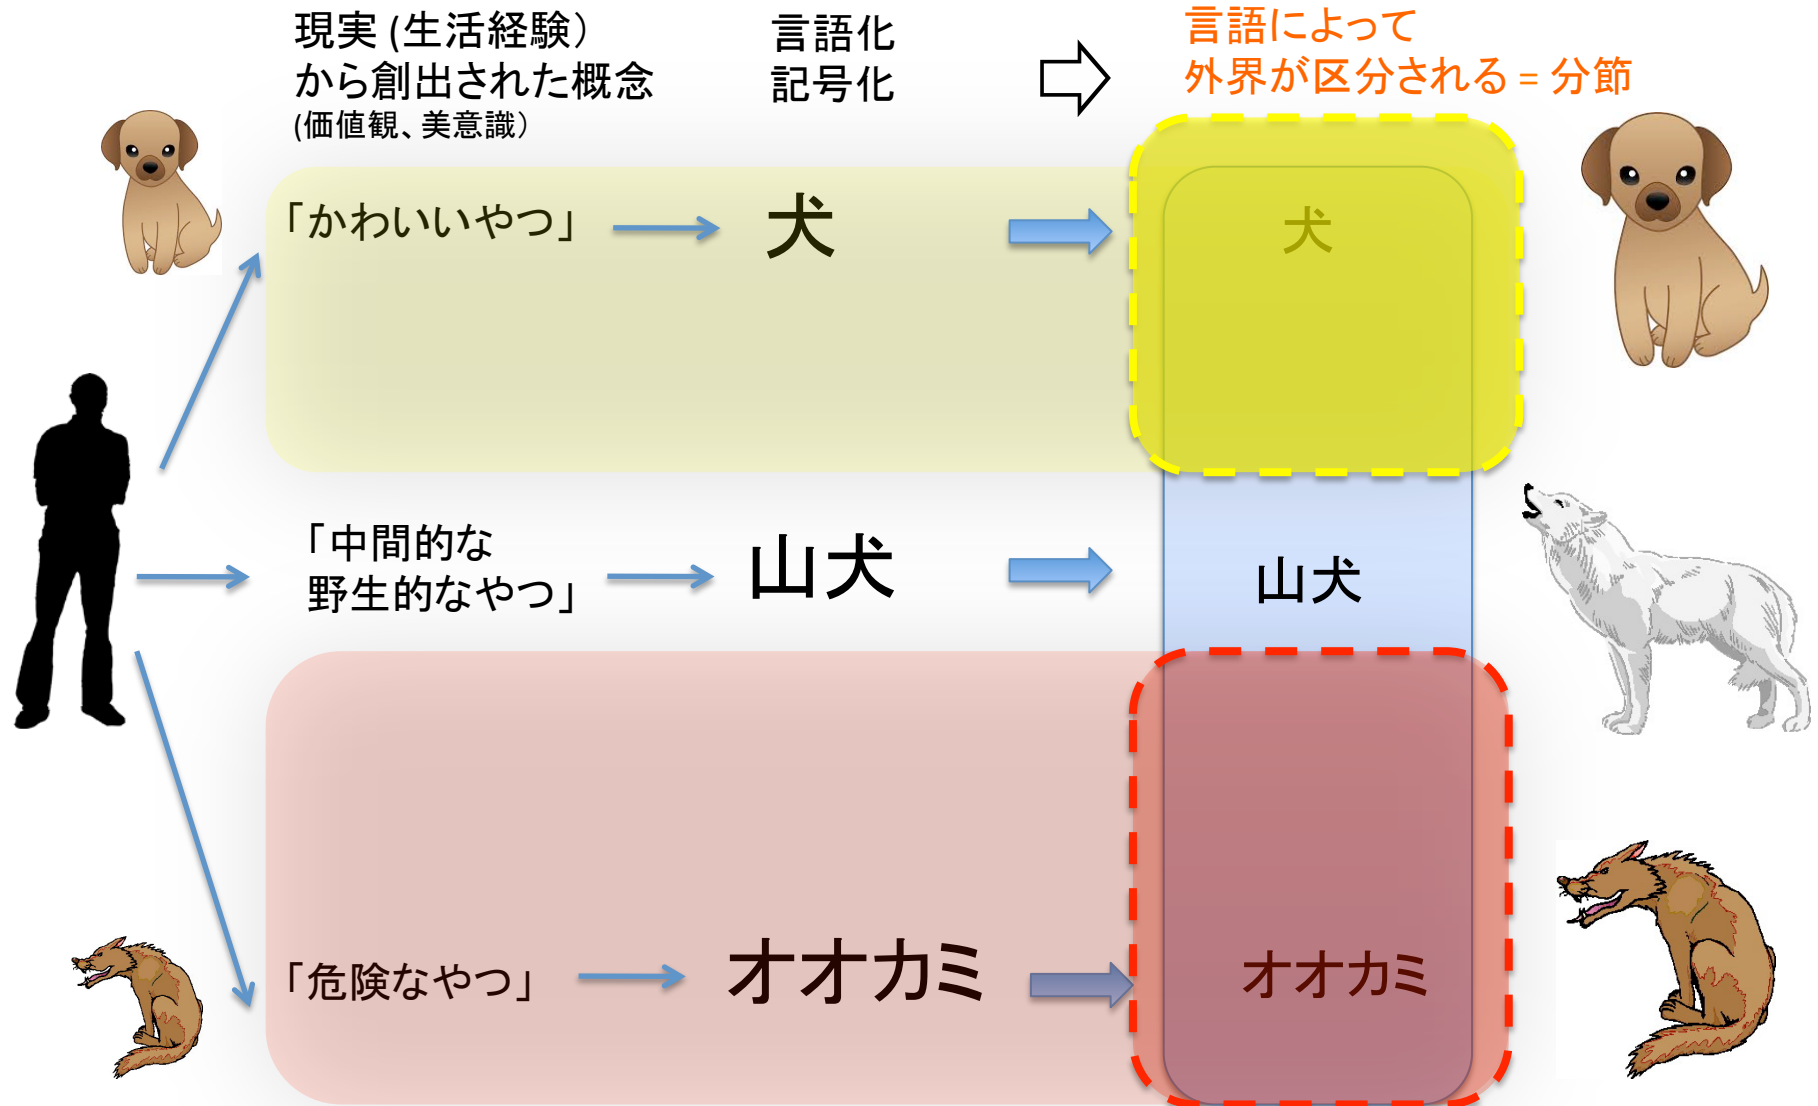 現実 (生活経験）
から創出された概念
(価値観、美意識）
言語化
記号化
言語によって
外界が区分される = 分節
「かわいいやつ」
犬
犬
「中間的な
野生的なやつ」
山犬
山犬
「危険なやつ」
オオカミ
オオカミ